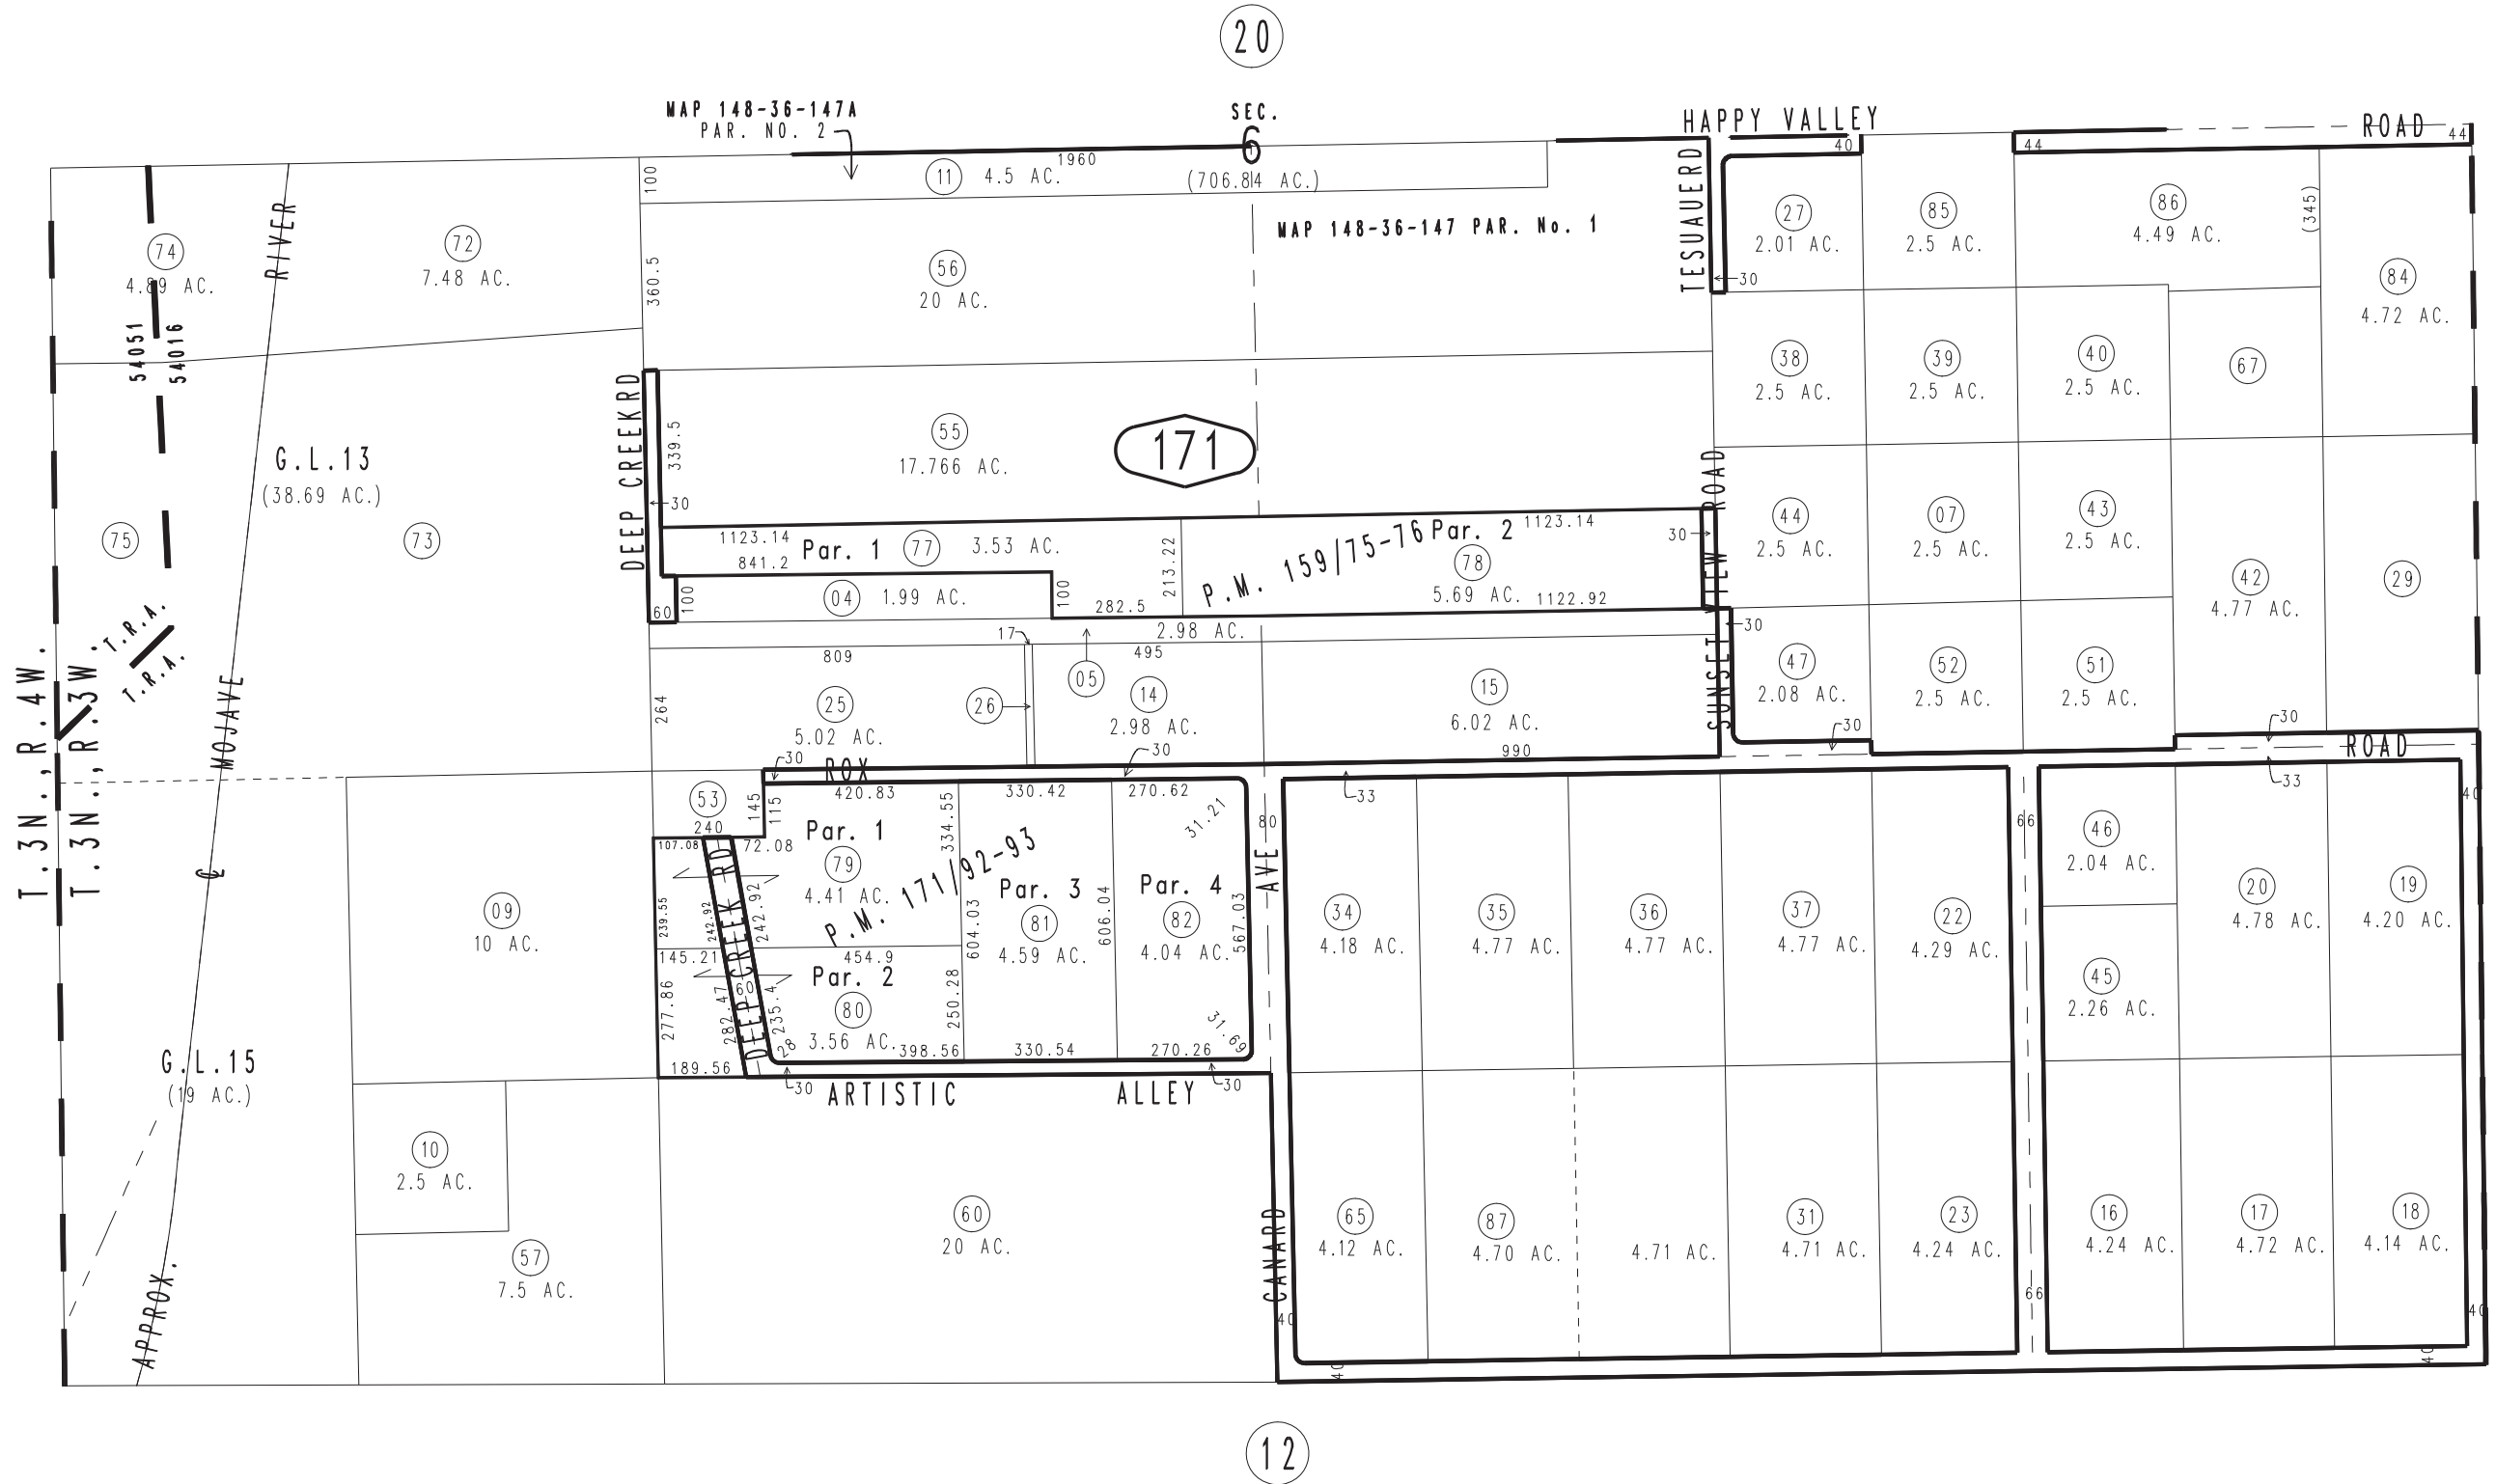 20
MAP 148-36-147A
PAR. NO. 2
SEC.
6
HAPPY VALLEY
ROAD
44
44
40
1960
100
11
4.5 AC.
(706.84 AC.)
MAP 148-36-147 PAR. No. 1
TESUAUERD
30
27
2.01 AC.
85
2.5 AC.
86
4.49 AC.
(345)
84
4.72 AC.
74
4.89 AC.
RIVER
72
7.48 AC.
360.5
56
20 AC.
54051
54016
38
2.5 AC.
39
2.5 AC.
40
2.5 AC.
67
DEEP CREEKRD
339.5
30
55
17.766 AC.
171
G.L.13
(38.69 AC.)
75
73
1123.14
Par. 1
77
3.53 AC.
841.2
213.22
P.M. 159/75-76
Par. 2
1123.14
78
5.69 AC.
1122.92
30
SUNSET VIEW ROAD
44
2.5 AC.
07
2.5 AC.
43
2.5 AC.
42
4.77 AC.
29
60
100
04
1.99 AC.
100
282.5
17
2.98 AC.
30
T.R.A.
T.R.A.
T.3N.,R.4W.
T.3N.,R.3W.
MOJAVE
809
495
05
264
25
5.02 AC.
26
14
2.98 AC.
15
6.02 AC.
990
47
2.08 AC.
52
2.5 AC.
51
2.5 AC.
30
30
ROAD
30
ROX
30
33
33
℄
53
145
115
240
420.83
330.42
270.62
31.21
334.55
107.08
72.08
Par. 1
79
4.41 AC.
P.M. 171/92-93
Par. 3
81
4.59 AC.
Par. 4
82
4.04 AC.
604.03
606.04
567.03
239.55
242.92
242.92
DEEP CREEK RD
145.21
454.9
Par. 2
80
3.56 AC.
60
277.86
282.47
235.4
28
250.28
398.56
330.54
270.26
31.69
189.56
30
30
ARTISTIC
ALLEY
80
AVE
CANARD
66
40
46
2.04 AC.
34
4.18 AC.
35
4.77 AC.
36
4.77 AC.
37
4.77 AC.
22
4.29 AC.
20
4.78 AC.
19
4.20 AC.
45
2.26 AC.
09
10 AC.
G.L.15
(19 AC.)
10
2.5 AC.
57
7.5 AC.
60
20 AC.
65
4.12 AC.
87
4.70 AC.
4.71 AC.
31
4.71 AC.
23
4.24 AC.
16
4.24 AC.
17
4.72 AC.
18
4.14 AC.
APPROX.
66
40
40
40
40
12